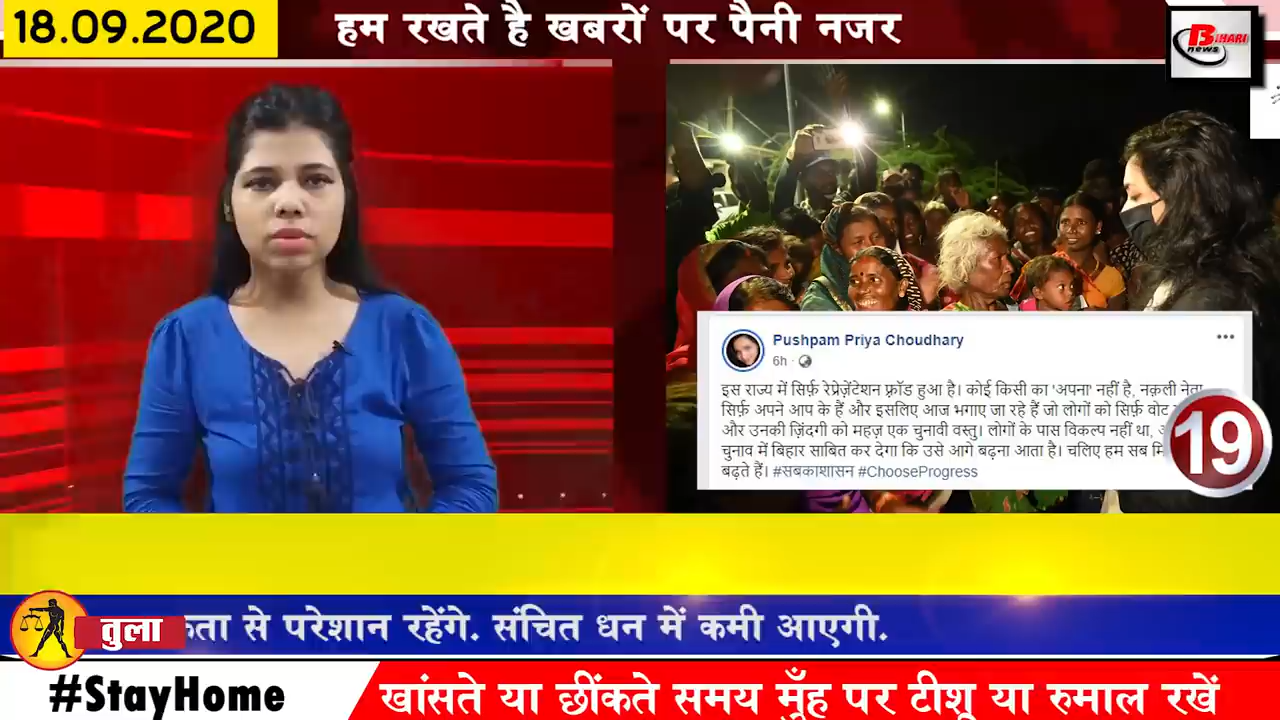 18.09.2020
हम रखते है खबरों पर पैनी नजर
BIHARI
news
Pushpam Priya Choudhary
6h ·
इस राज्य में सिर्फ़ रेप्रेज़ेंटेशन फ़्रॉड हुआ है। कोई किसी का 'अपना' नहीं है, नक़ली नेता
सिर्फ़ अपने आप के हैं और इसलिए आज भगाए जा रहे हैं जो लोगों को सिर्फ़ वोट
और उनकी ज़िंदगी को महज़ एक चुनावी वस्तु। लोगों के पास विकल्प नहीं था,
चुनाव में बिहार साबित कर देगा कि उसे आगे बढ़ना आता है। चलिए हम सब
बढ़ते हैं। #सबकाशासन #ChooseProgress
19
तुला
से परेशान रहेंगे. संचित धन में कमी आएगी.
#StayHome
खांसते या छींकते समय मुँह पर टीशू या रुमाल रखें